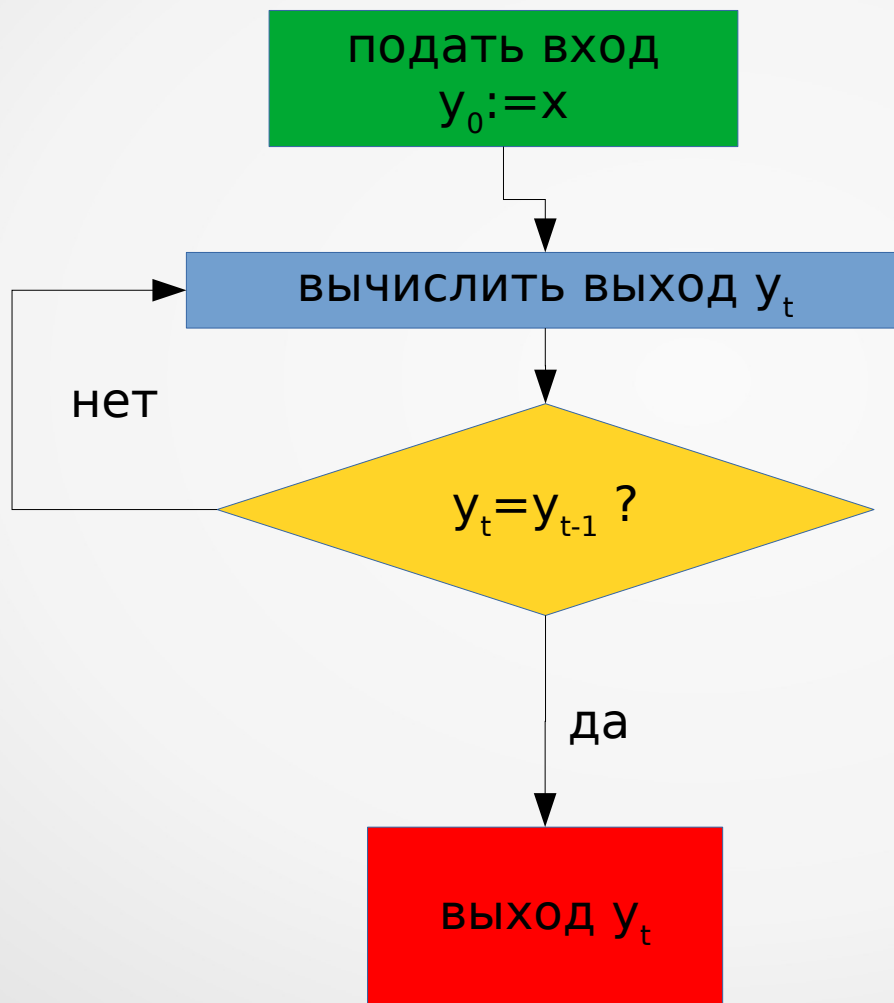 подать вход
y₀:=x
вычислить выход yₜ
нет
yₜ=yₜ₋₁ ?
да
выход yₜ